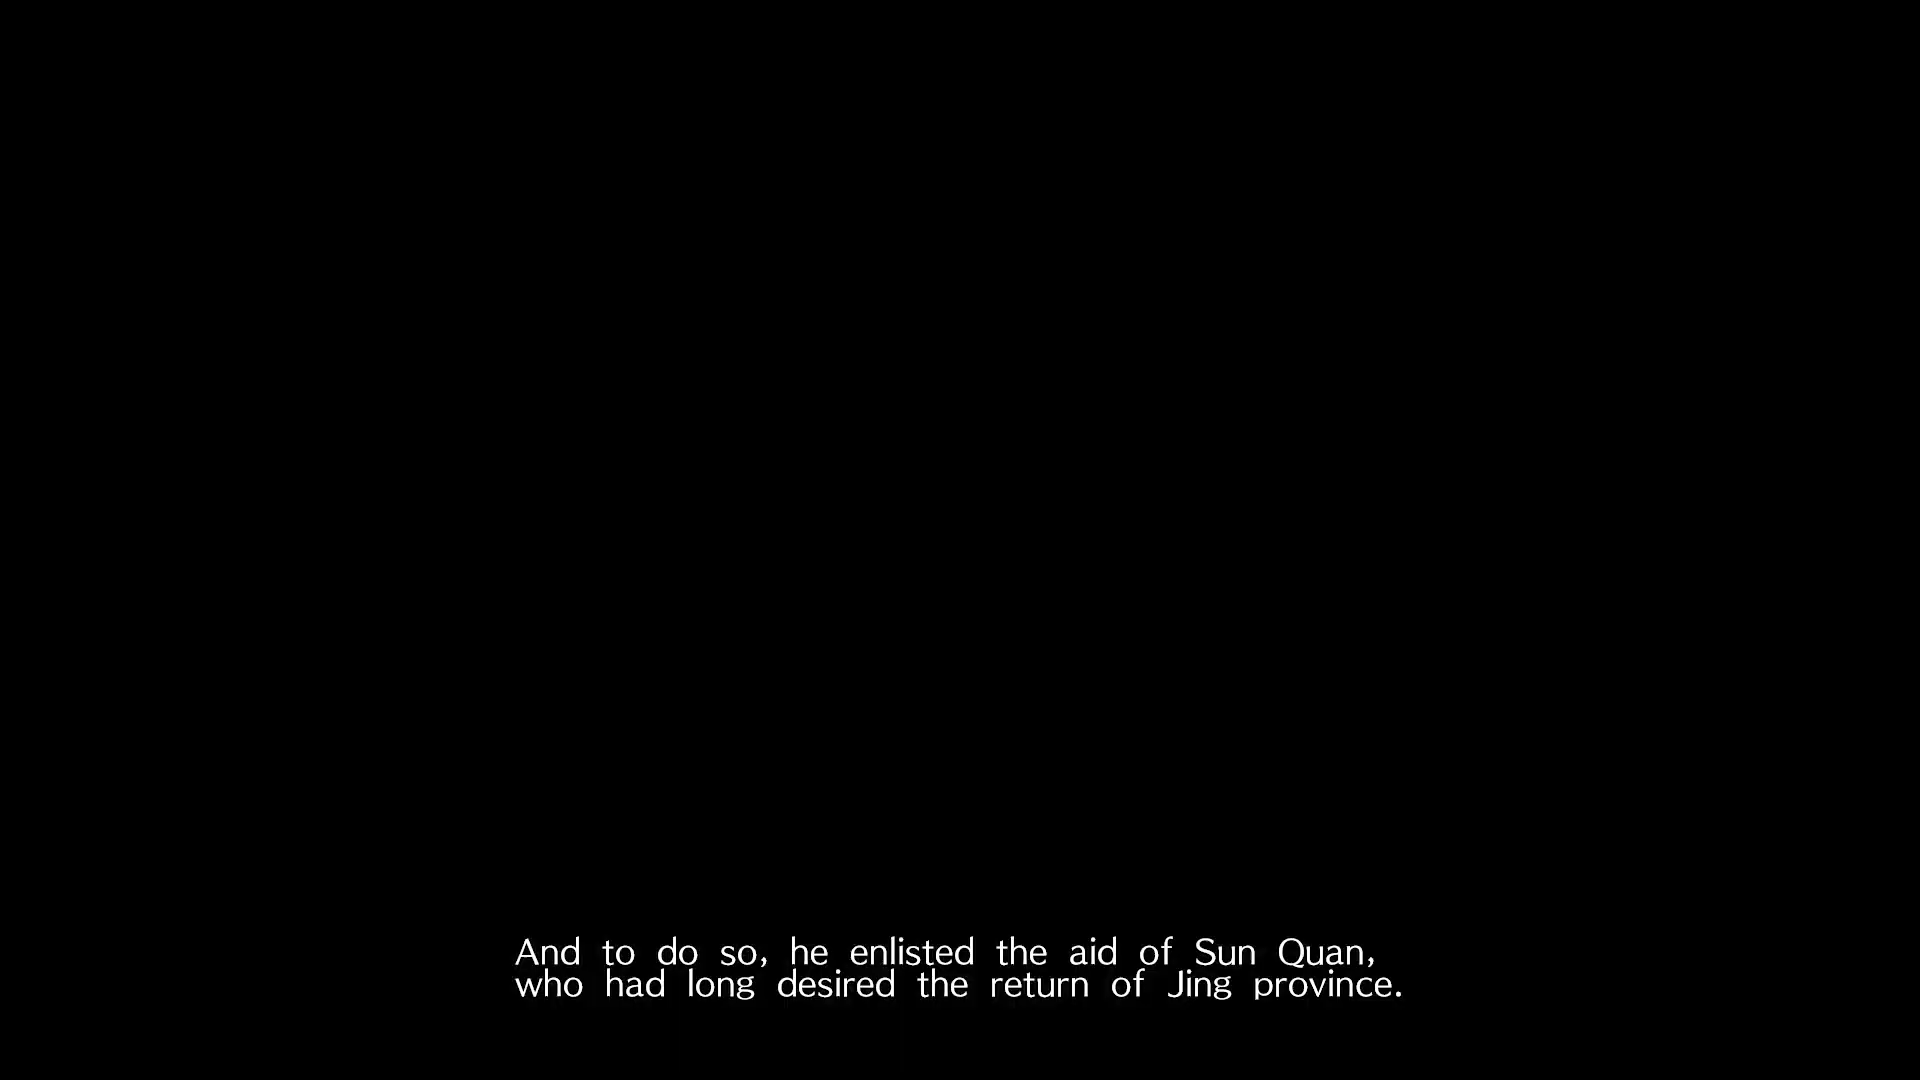 And to do so, he enlisted the aid of Sun Quan,
who had long desired the return of Jing province.